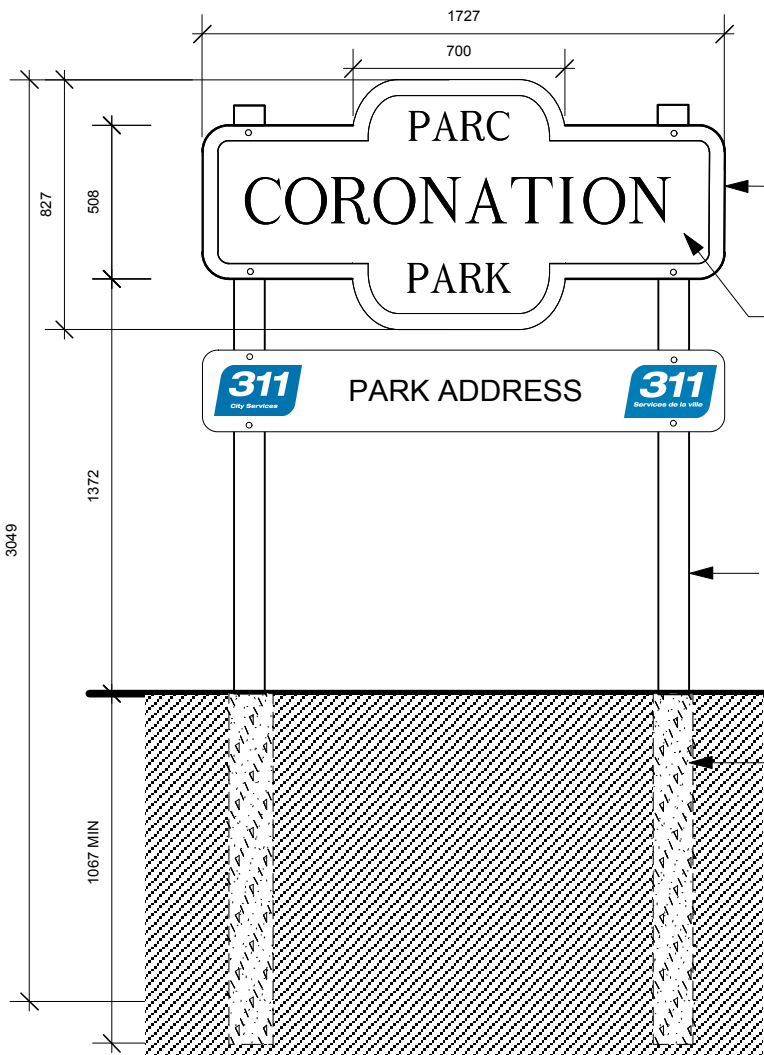 1727
700
PARC
CORONATION
PARK
827
508
311
City Services
PARK ADDRESS
311
Services de la ville
1372
3049
1067 MIN